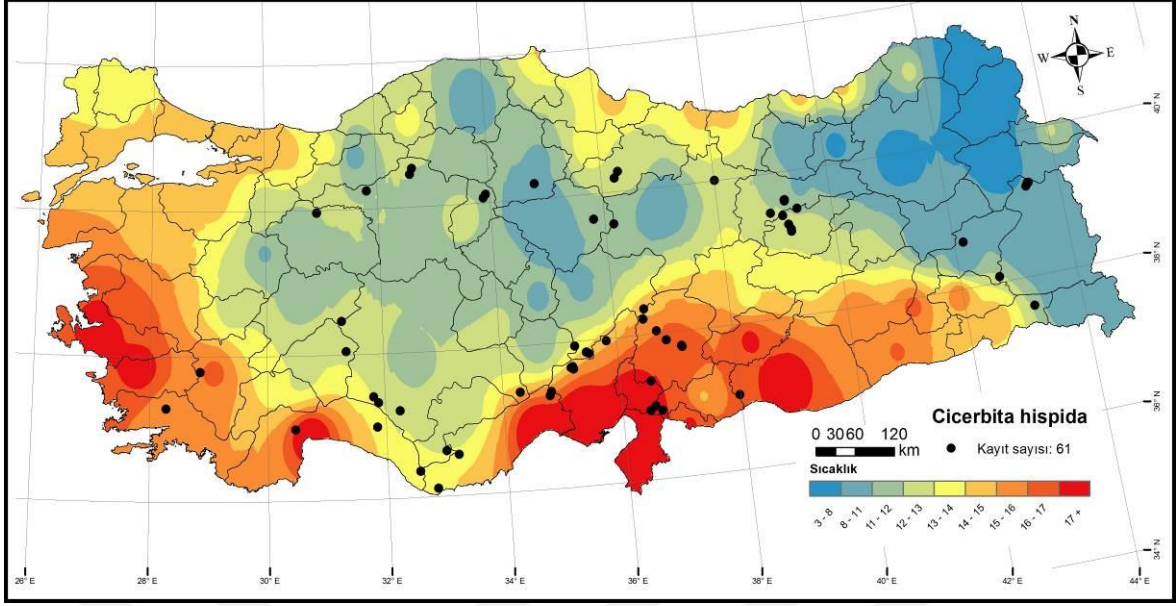 N
W E
S
40° N
38° N
36° N
34° N
Cicerbita hispida
0 30 60 120
km
Kayıt sayısı: 61
Sıcaklık
3 - 8
8 - 11
11 - 12
12 - 13
13 - 14
14 - 15
15 - 16
16 - 17
17 +
26° E
28° E
30° E
32° E
34° E
36° E
38° E
40° E
42° E
44° E